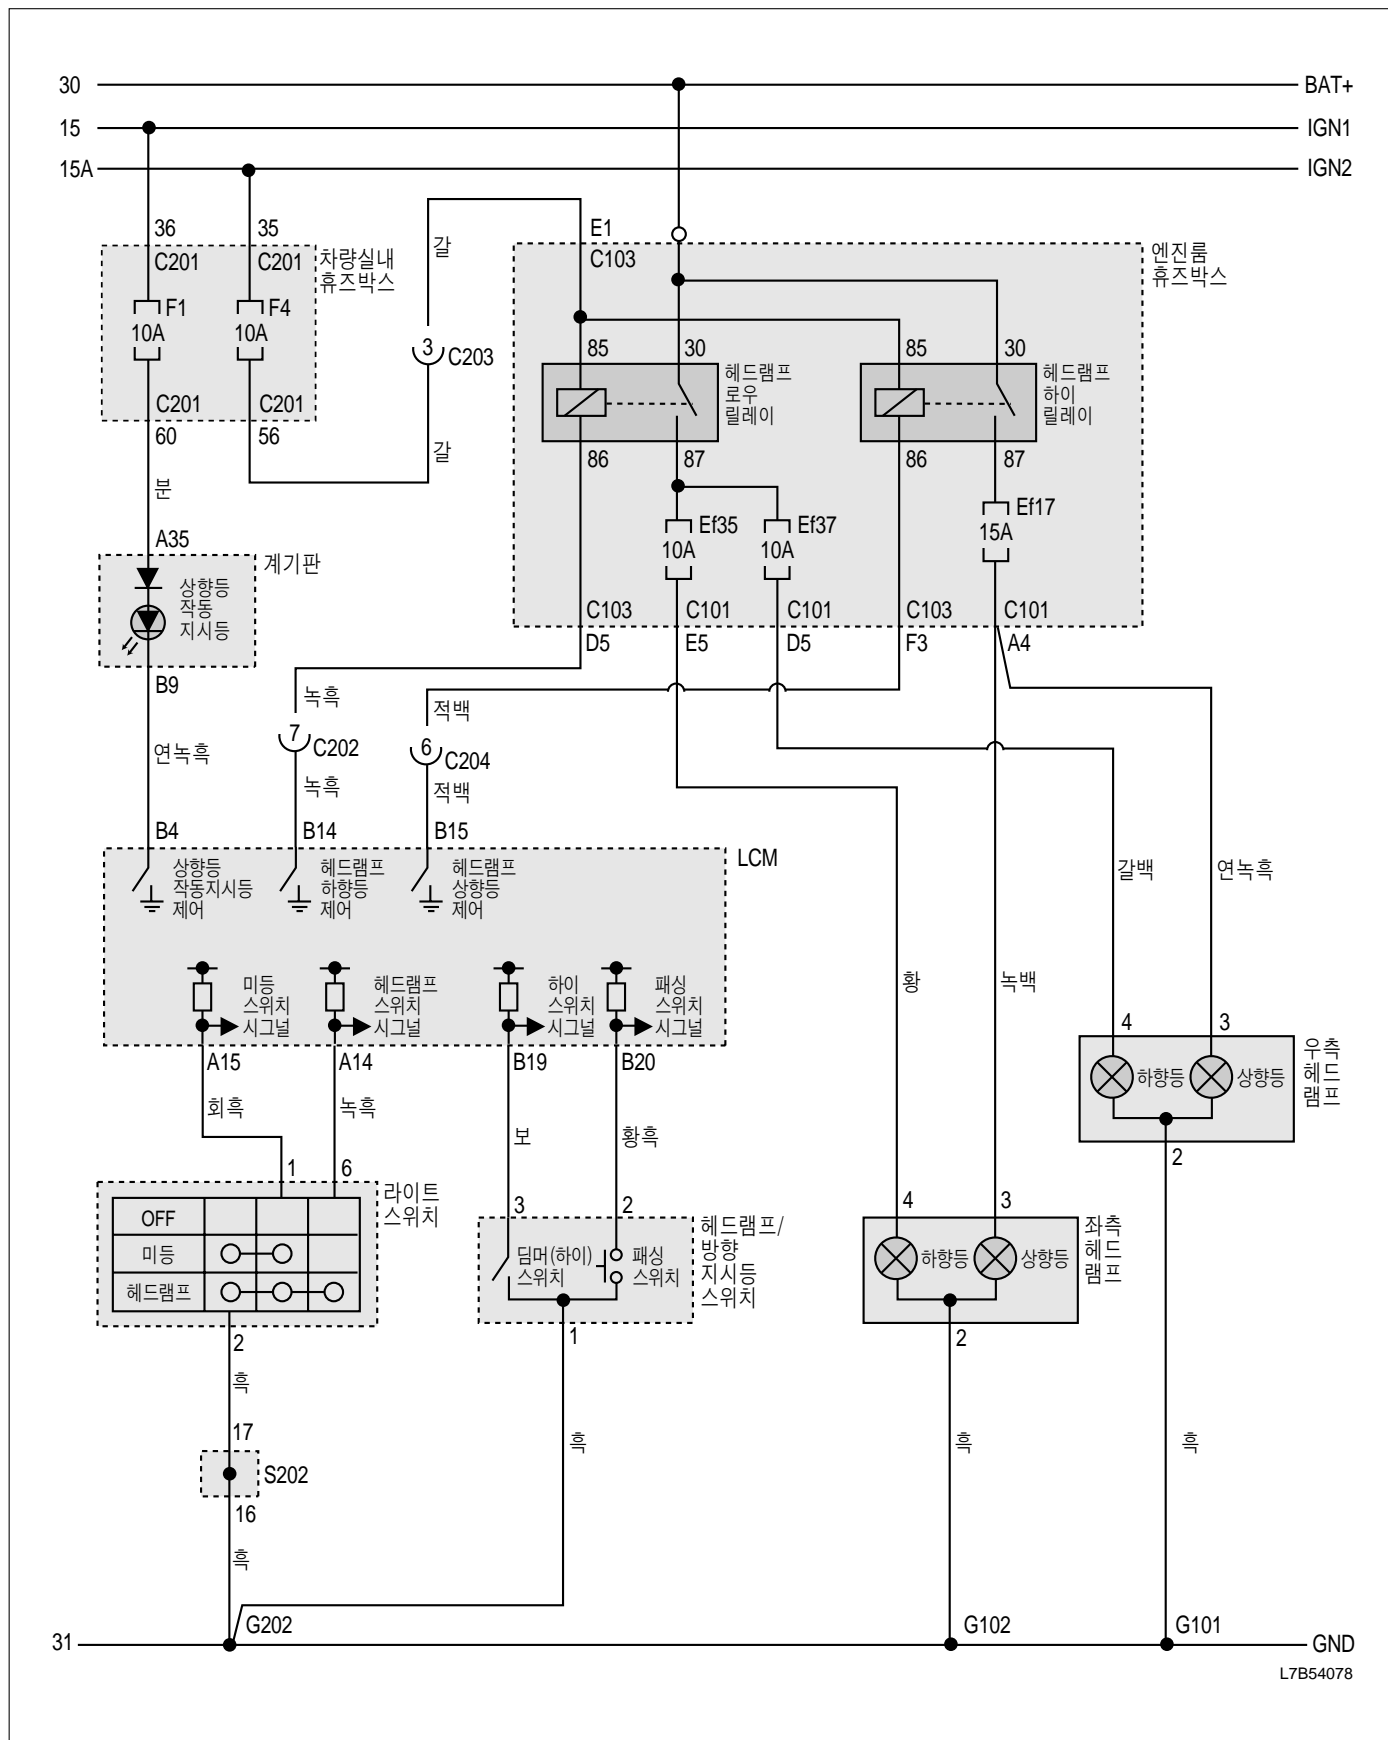 30
BAT+
15
IGN1
15A
IGN2
36
35
E1
C201
C201
차량실내
휴즈박스
갈
C103
엔진룸
휴즈박스
F1
10A
F4
10A
3
C203
85
30
헤드램프
로우
릴레이
85
30
헤드램프
하이
릴레이
C201
C201
60
56
갈
86
87
86
87
분
Ef35
10A
Ef37
10A
Ef17
15A
A35
계기판
상향등
작동
지시등
C103
C101
C101
C103
C101
D5
E5
D5
F3
A4
B9
녹흑
적백
7
C202
6
C204
연녹흑
녹흑
적백
B4
B14
B15
LCM
상향등
작동지시등
제어
헤드램프
하향등
제어
헤드램프
상향등
제어
갈백
연녹흑
미등
스위치
시그널
헤드램프
스위치
시그널
하이
스위치
시그널
패싱
스위치
시그널
황
녹백
A15
A14
B19
B20
4
3
우측
헤드
램프
하향등
상향등
회흑
녹흑
보
황흑
2
1
6
라이트
스위치
OFF
미등
헤드램프
3
2
헤드램프/
방향
지시등
스위치
딤머(하이)
스위치
패싱
스위치
4
3
좌측
헤드
램프
하향등
상향등
2
1
2
흑
17
흑
흑
흑
S202
16
흑
G202
G102
G101
31
GND
L7B54078